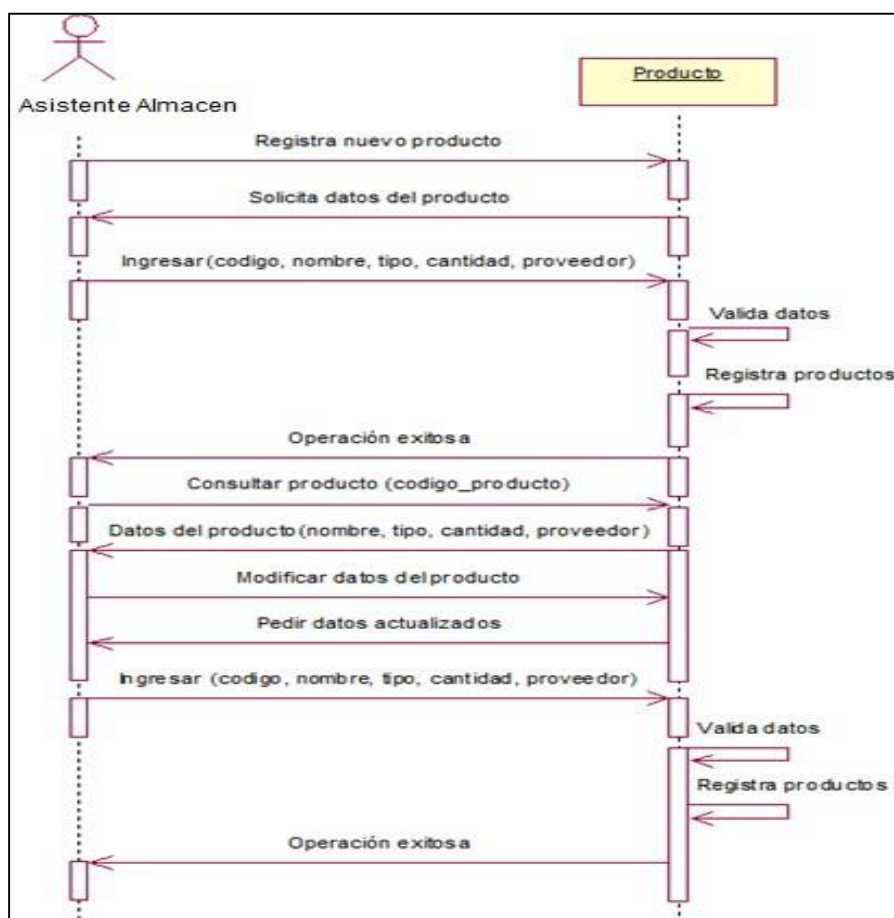 Producto
Asistente Almacen
Registra nuevo producto
Solicita datos del producto
Ingresar(codigo, nombre, tipo, cantidad, proveedor)
Valida datos
Registra productos
Operación exitosa
Consultar producto (codigo_producto)
Datos del producto(nombre, tipo, cantidad, proveedor)
Modificar datos del producto
Pedir datos actualizados
Ingresar (codigo, nombre, tipo, cantidad, proveedor)
Valida datos
Registra productos
Operación exitosa